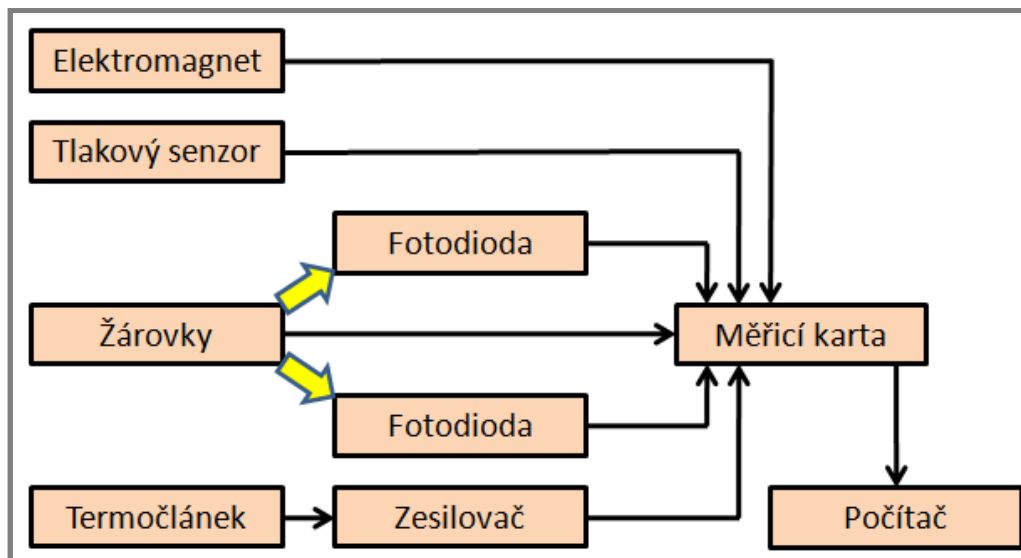 Elektromagnet
Tlakový senzor
Fotodioda
Žárovky
Měřicí karta
Fotodioda
Termočlánek
Zesilovač
Počítač